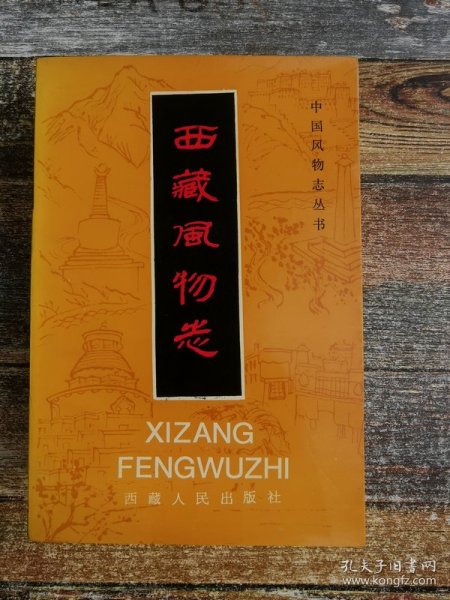 中国风物志丛书
西藏風物志
XIZANG
FENGWUZHI
西藏人民出版社
孔夫子旧书网
www.kongfz.com